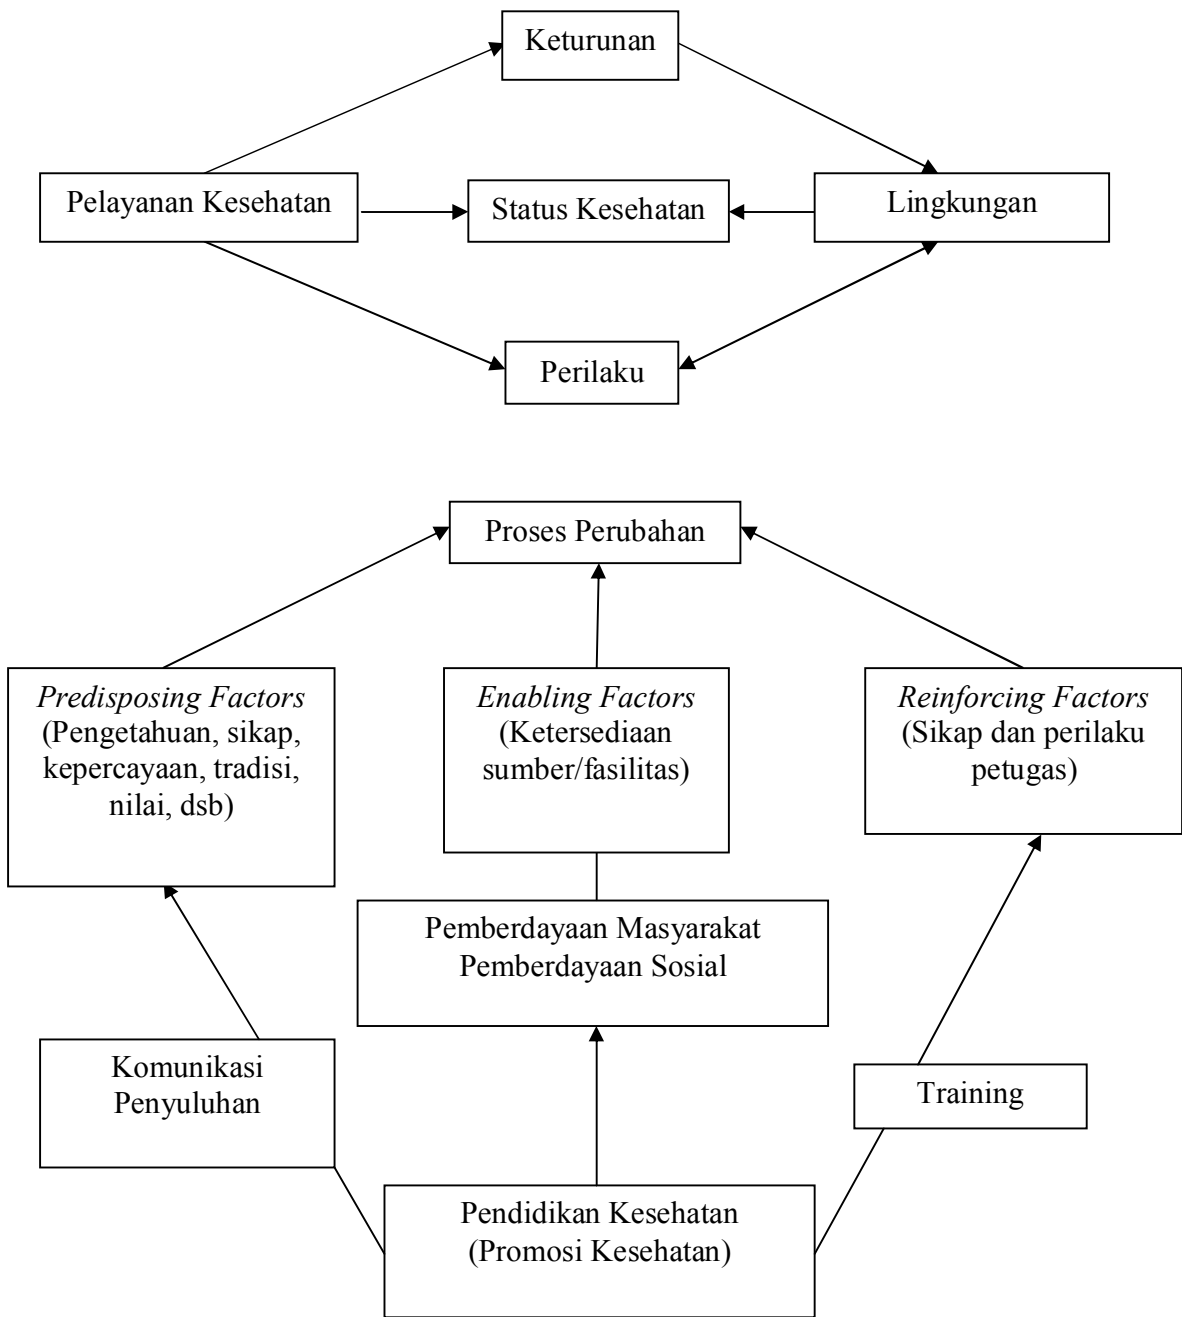 Keturunan
Pelayanan Kesehatan
Status Kesehatan
Lingkungan
Perilaku
Proses Perubahan
Predisposing Factors
(Pengetahuan, sikap,
kepercayaan, tradisi,
nilai, dsb)
Enabling Factors
(Ketersediaan
sumber/fasilitas)
Reinforcing Factors
(Sikap dan perilaku
petugas)
Pemberdayaan Masyarakat
Pemberdayaan Sosial
Komunikasi
Penyuluhan
Training
Pendidikan Kesehatan
(Promosi Kesehatan)